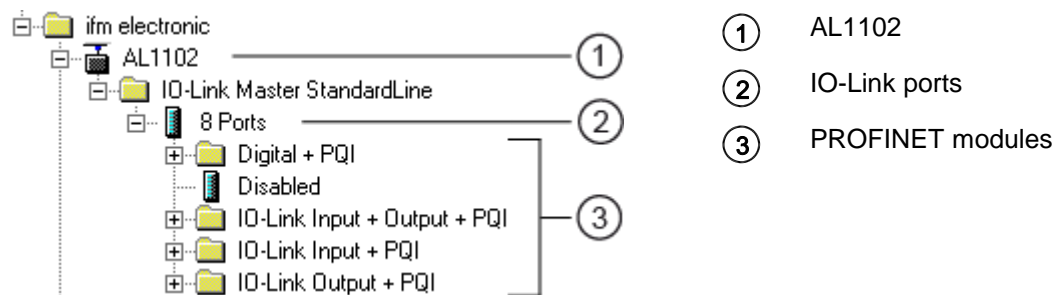 ifm electronic
AL1102
IO-Link Master StandardLine
8 Ports
Digital + PQI
Disabled
IO-Link Input + Output + PQI
IO-Link Input + PQI
IO-Link Output + PQI
1
2
3
1 AL1102
2 IO-Link ports
3 PROFINET modules